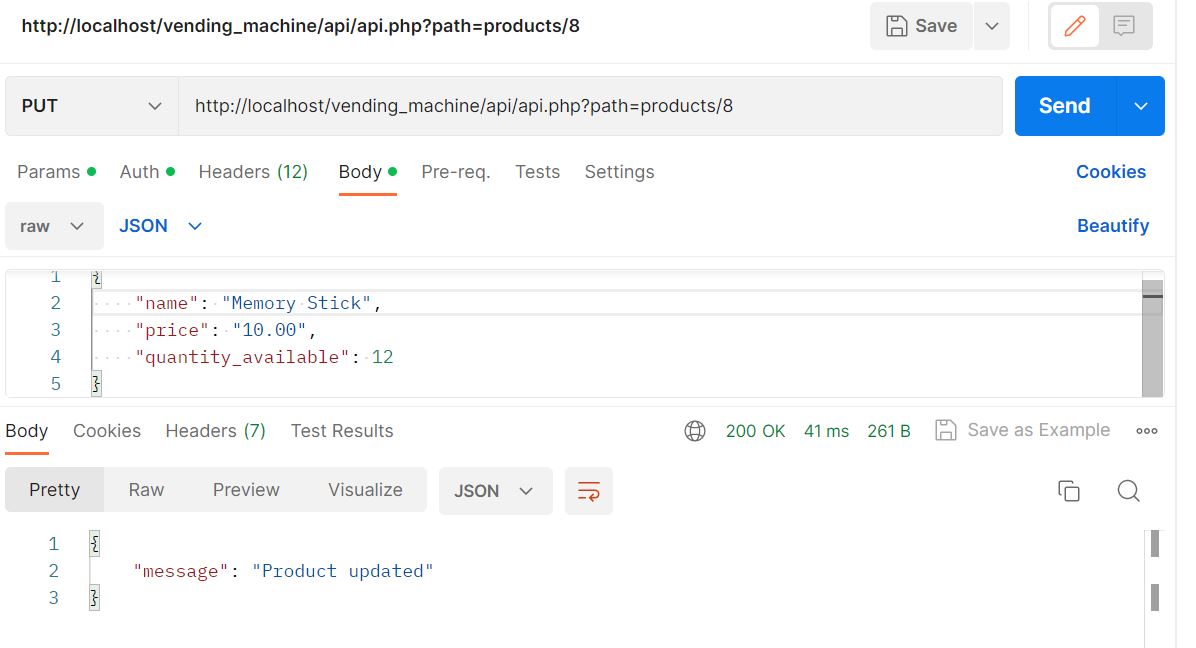 http://localhost/vending_machine/api/api.php?path=products/8 Save
PUT http://localhost/vending_machine/api/api.php?path=products/8 Send
Params Auth Headers (12) Body Pre-req. Tests Settings Cookies
raw JSON Beautify
1 {
2 "name": "Memory Stick",
3 "price": "10.00",
4 "quantity_available": 12
5 }
Body Cookies Headers (7) Test Results 200 OK 41 ms 261 B Save as Example
Pretty Raw Preview Visualize JSON
1 {
2 "message": "Product updated"
3 }